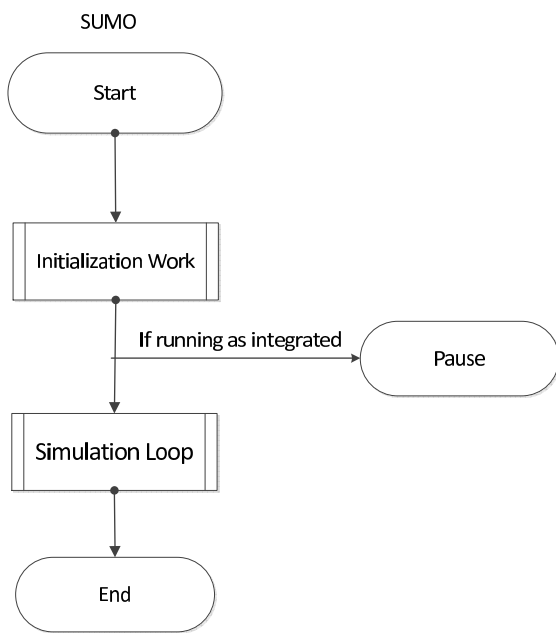 SUMO
Start
Initialization Work
If running as integrated
Pause
Simulation Loop
End